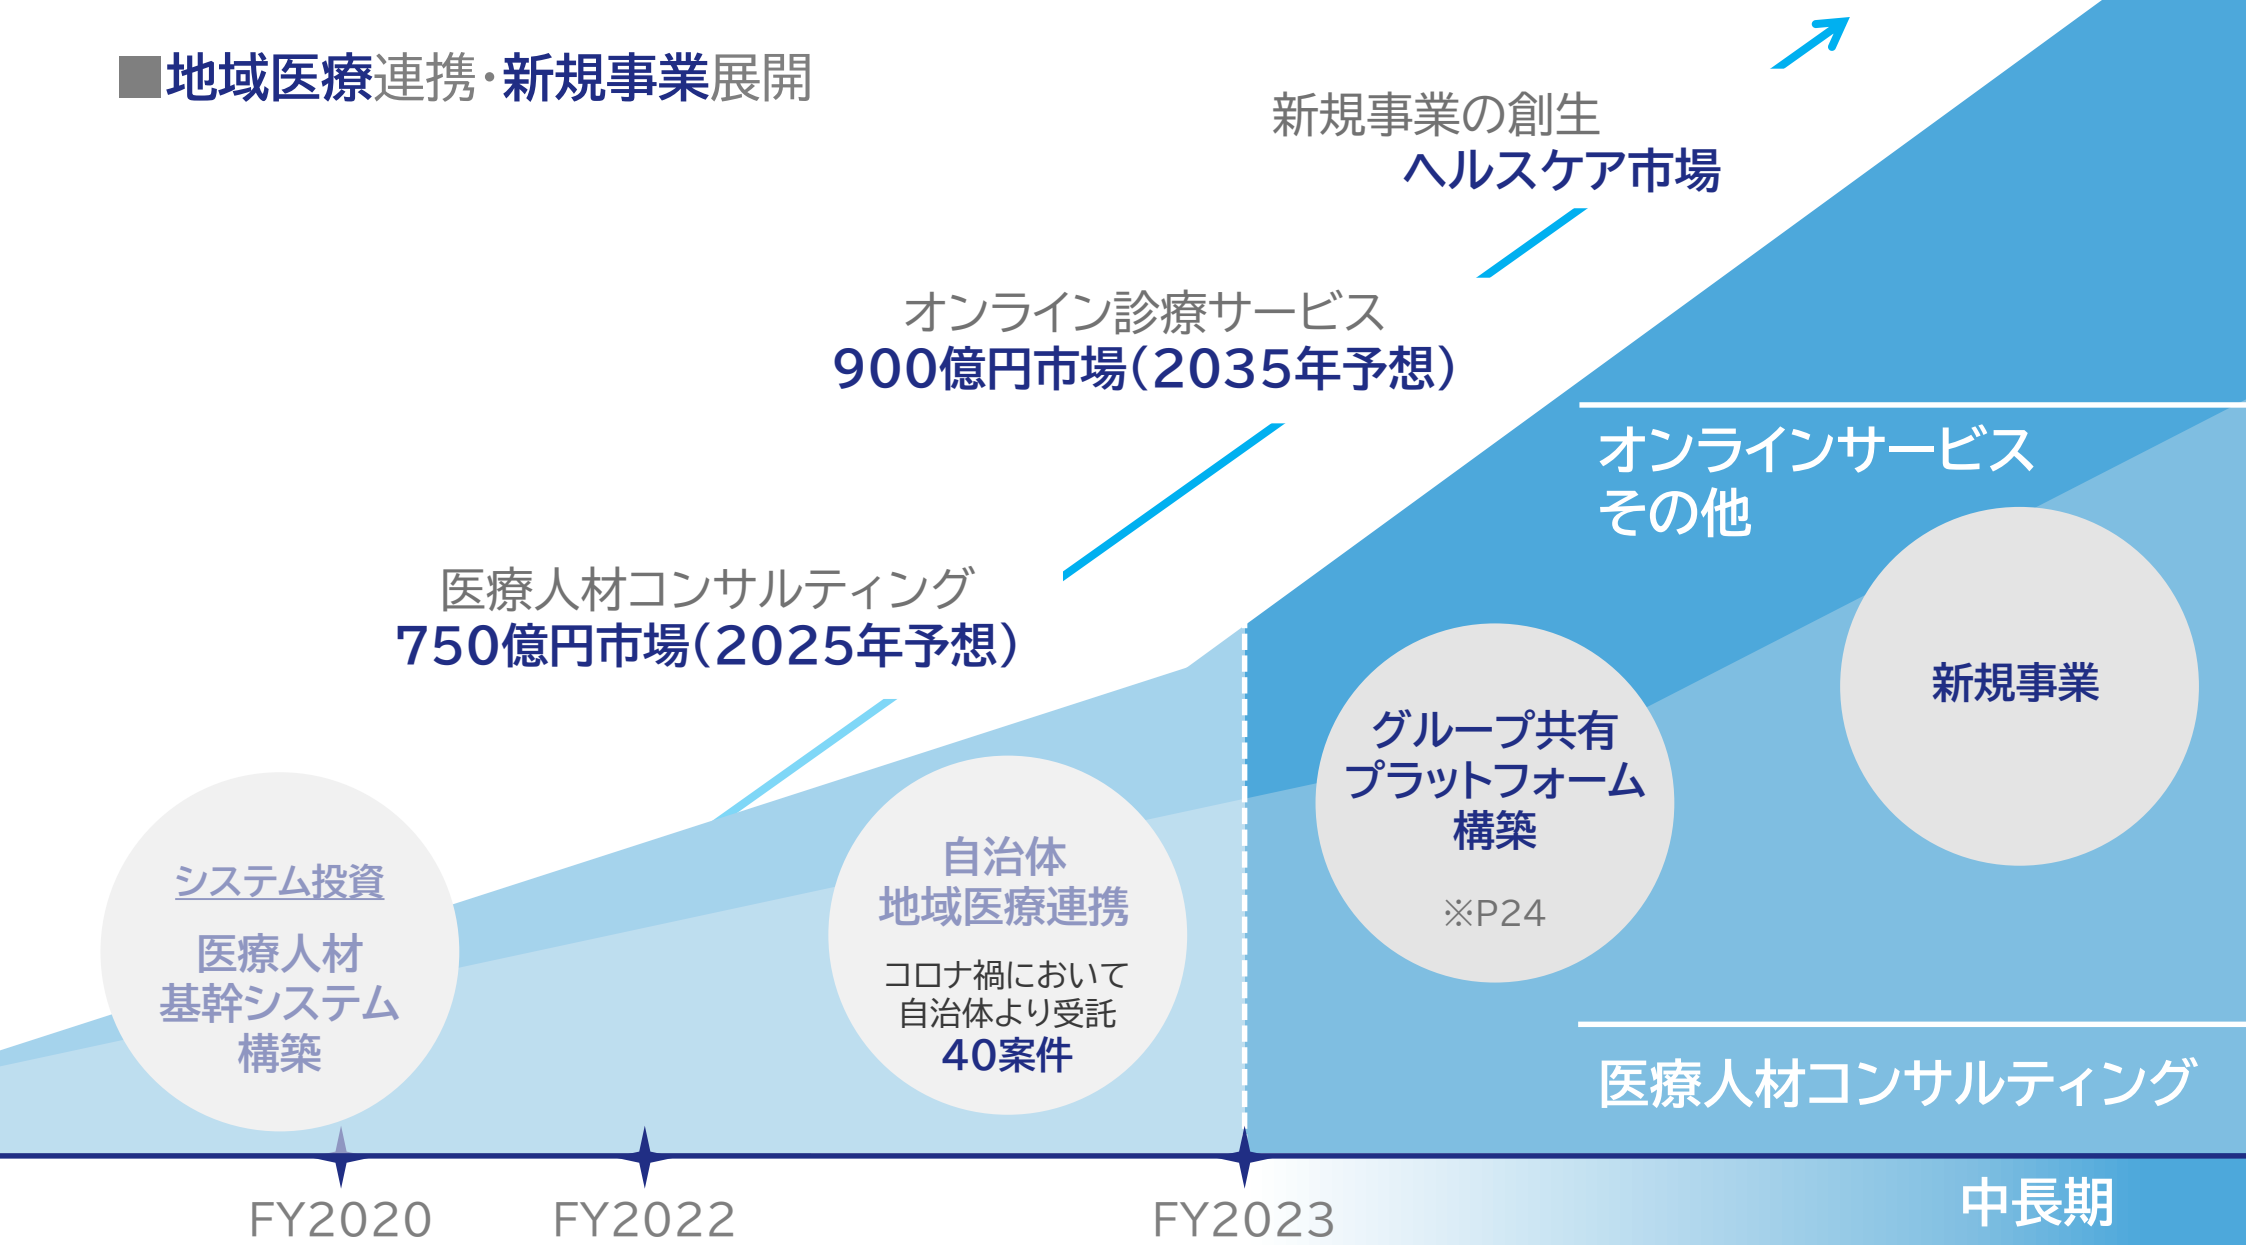 ■地域医療連携・新規事業展開
新規事業の創生
ヘルスケア市場
オンライン診療サービス
900億円市場(2035年予想)
医療人材コンサルティング
750億円市場(2025年予想)
オンラインサービス
その他
新規事業
グループ共有
プラットフォーム
構築
※P24
自治体
地域医療連携
コロナ禍において
自治体より受託
40案件
システム投資
医療人材
基幹システム
構築
医療人材コンサルティング
FY2020
FY2022
FY2023
中長期